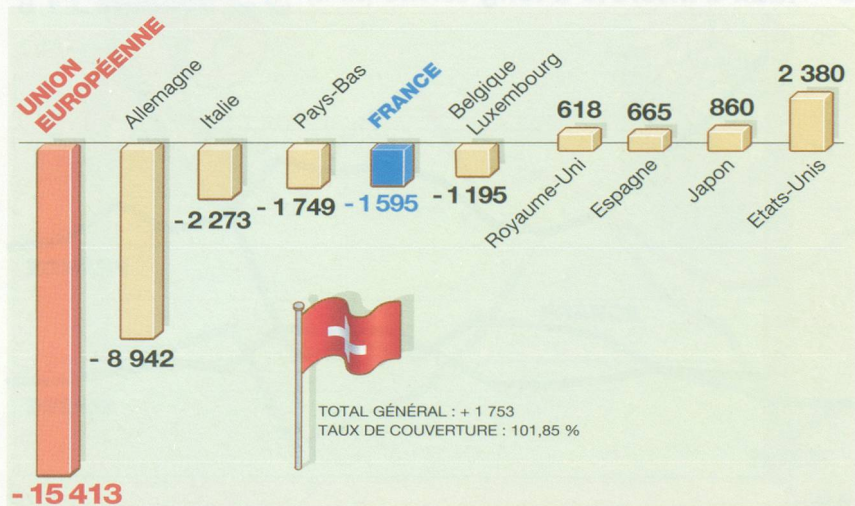 UNION
EUROPÉENNE
Allemagne
Italie
Pays-Bas
FRANCE
Belgique
Luxembourg
618
665
860
2 380
- 15 413
- 8 942
- 2 273
- 1 749
- 1 595
- 1 195
Royaume-Uni
Espagne
Japon
Etats-Unis
TOTAL GÉNÉRAL : + 1 753
TAUX DE COUVERTURE : 101,85 %